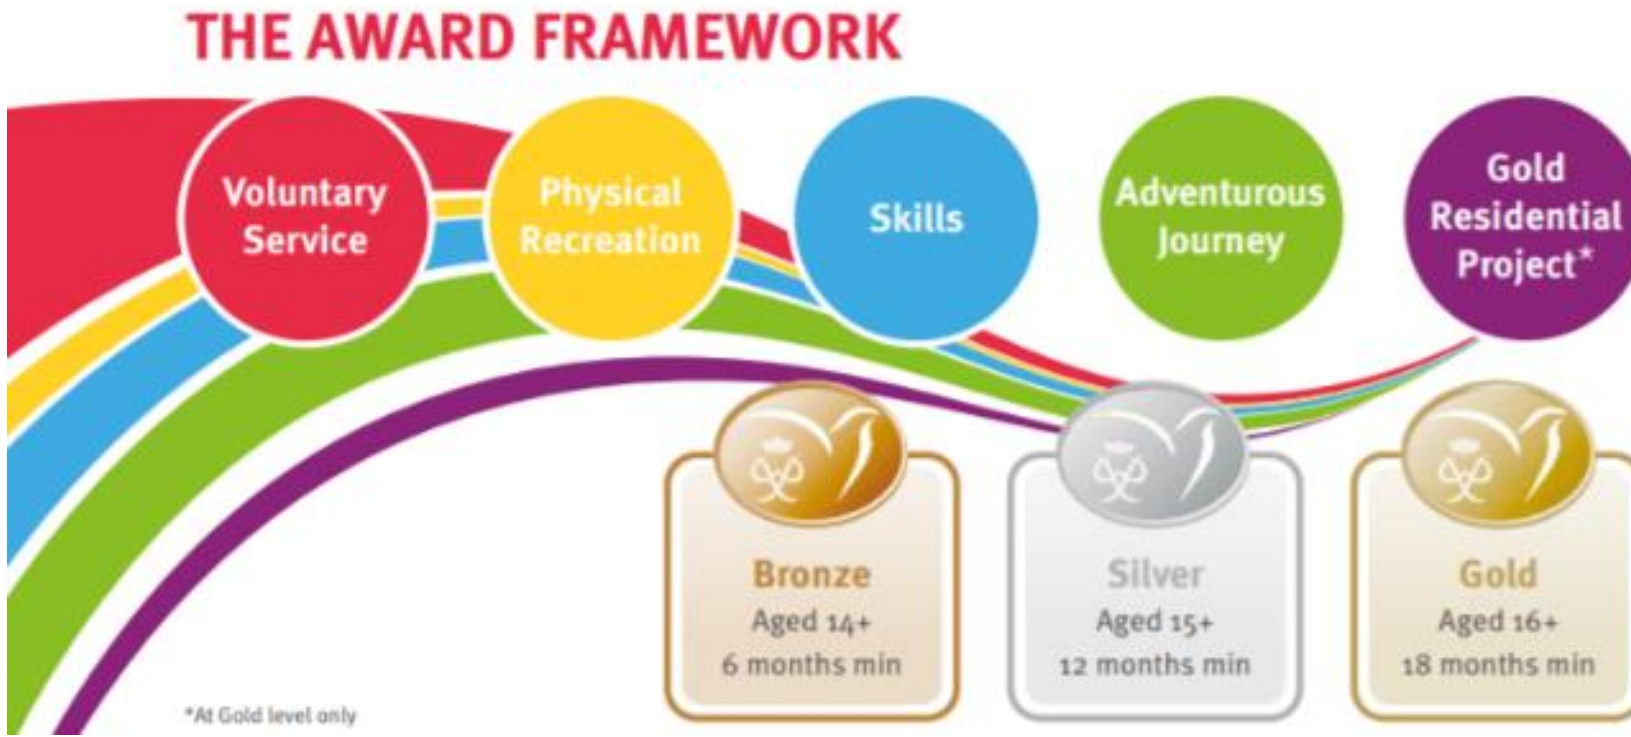 THE AWARD FRAMEWORK
Voluntary
Service
Physical
Recreation
Skills
Adventurous
Journey
Gold
Residential
Project*
Bronze
Aged 14+
6 months min
Silver
Aged 15+
12 months min
Gold
Aged 16+
18 months min
*At Gold level only